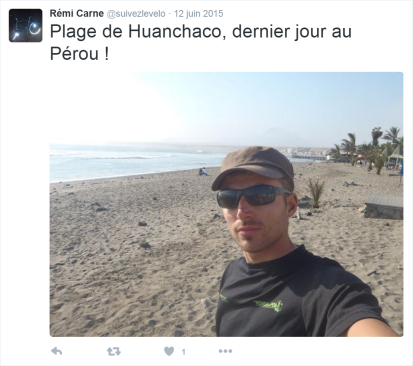 Rémi Carne @suivezlevelo · 12 juin 2015
Plage de Huanchaco, dernier jour au
Pérou !
1